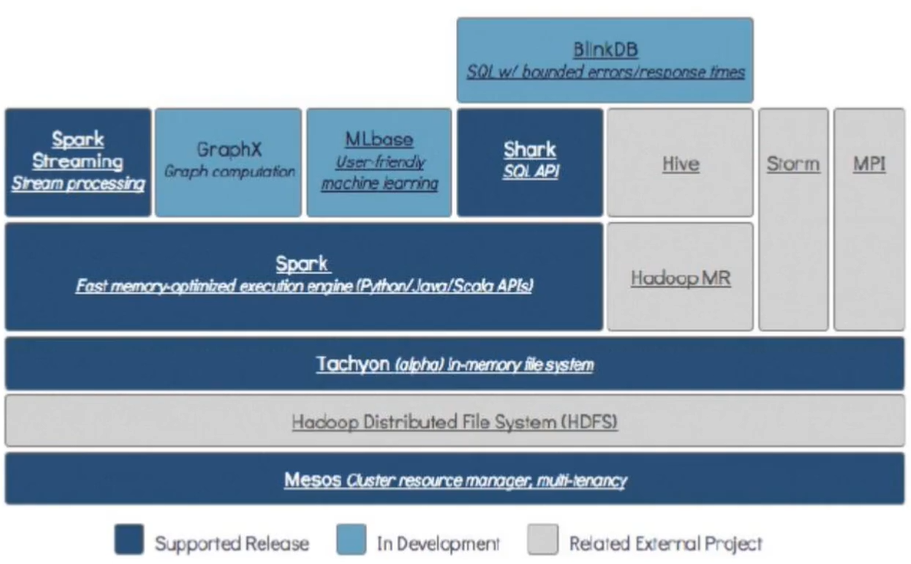 BlinkDB
SQL w/ bounded errors/response times
Spark
Streaming
Stream processing
GraphX
Graph computation
MLbase
User-friendly
machine learning
Shark
SQL API
Hive
Storm
MPI
Spark
Fast memory-optimized execution engine (Python/Java/Scala APIs)
Hadoop MR
Tachyon (alpha) in-memory file system
Hadoop Distributed File System (HDFS)
Mesos Cluster resource manager, multi-tenancy
Supported Release
In Development
Related External Project